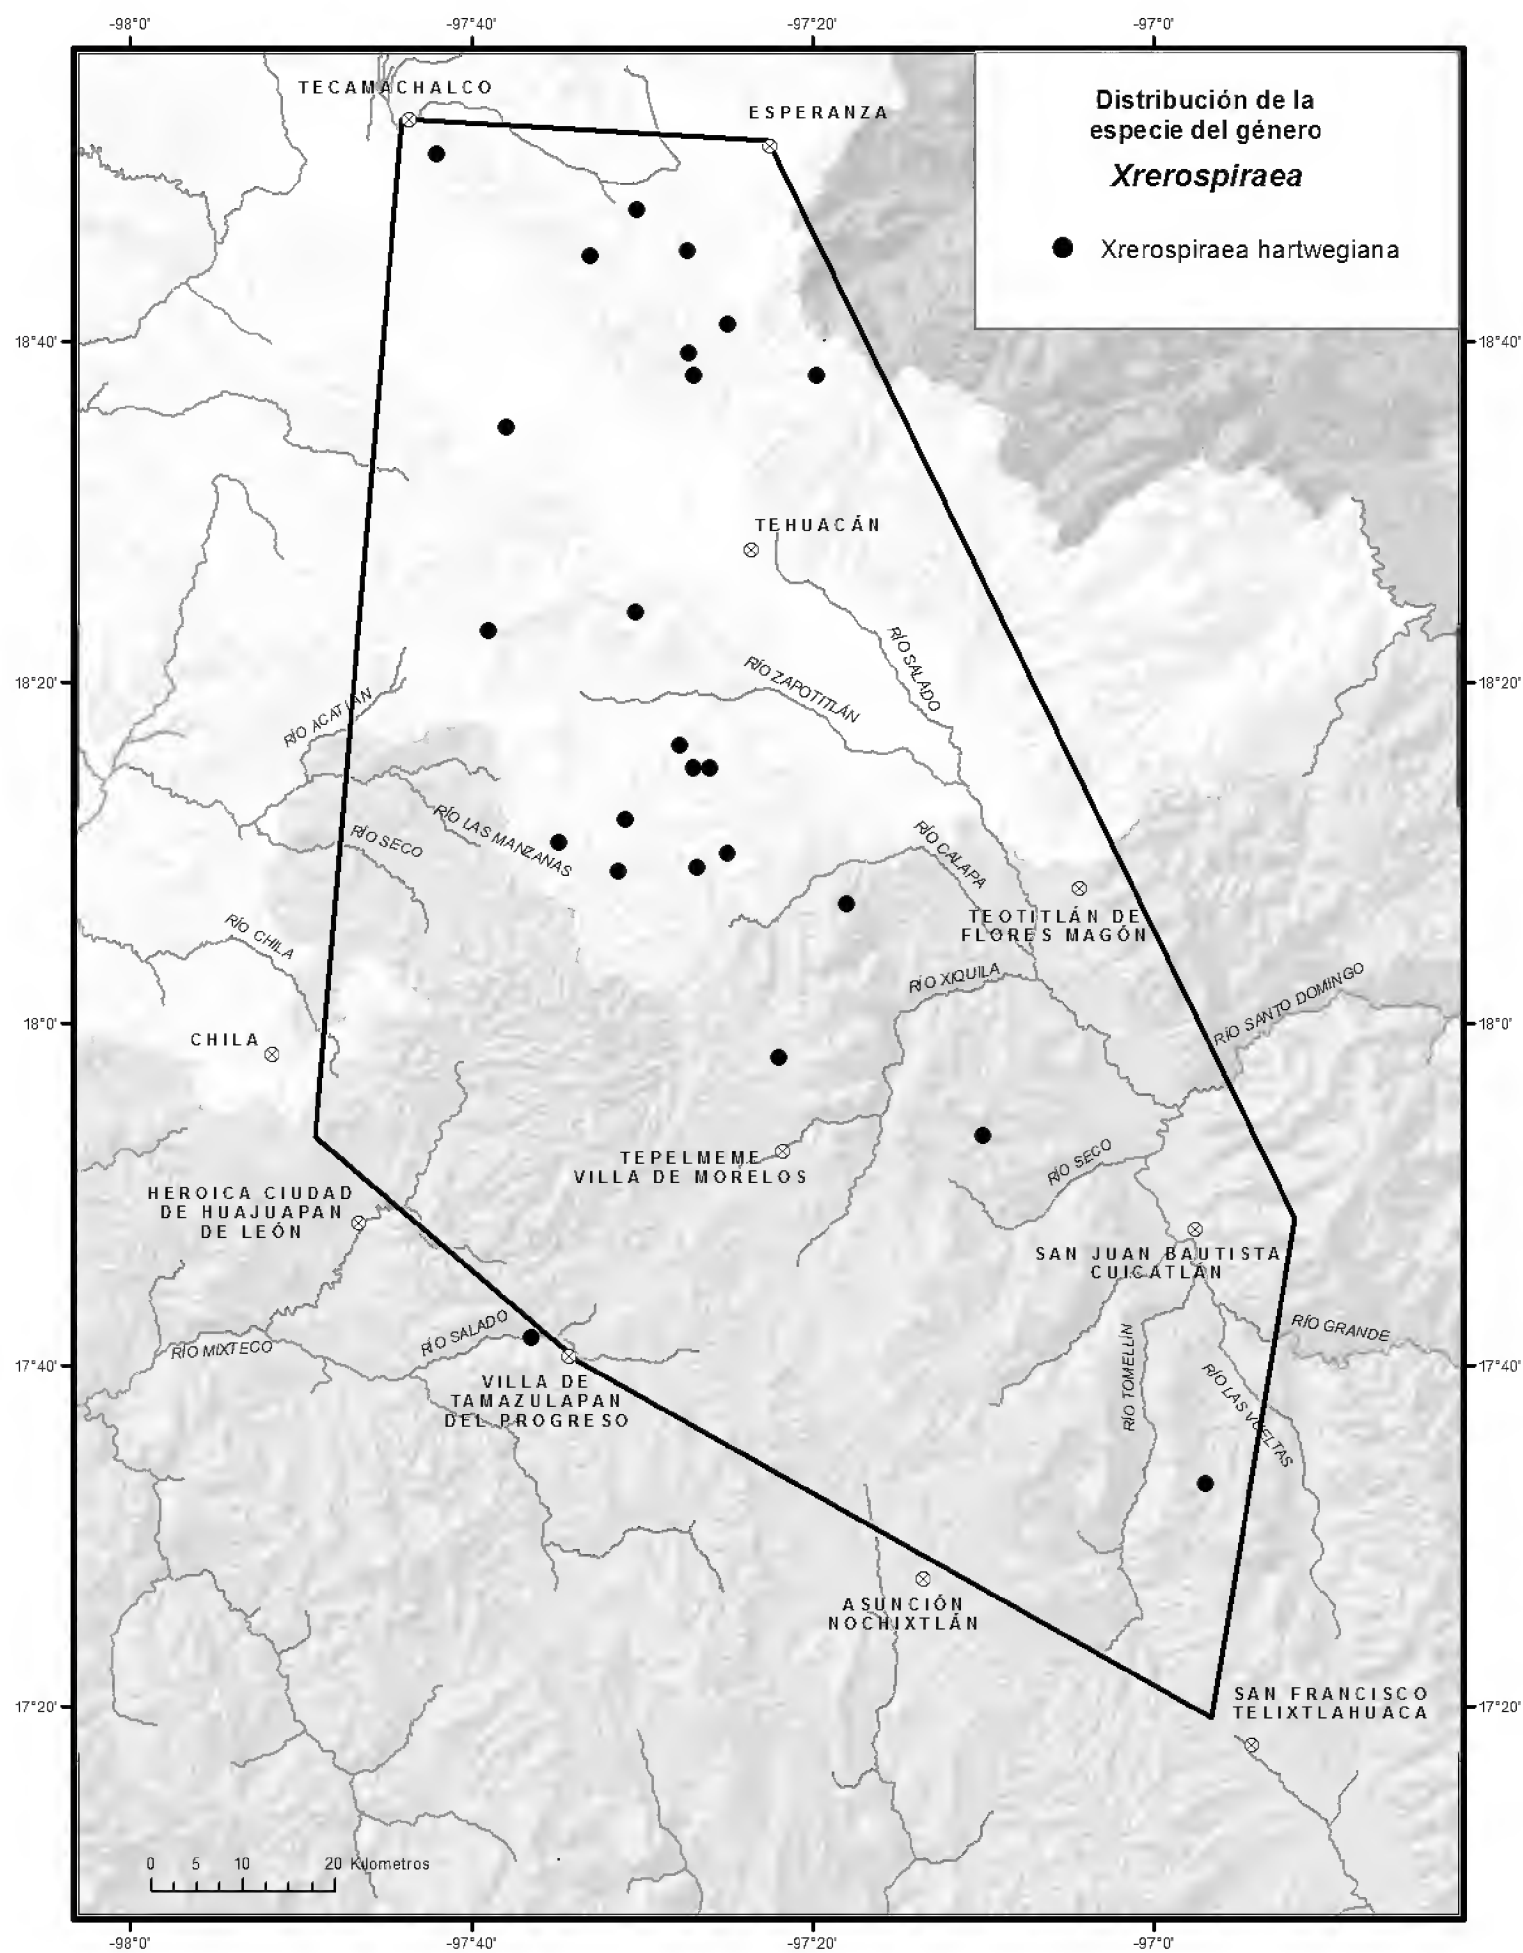 -98°0'
-97°40'
-97°20'
-97°0'
TECAMACHALCO
ESPERANZA
Distribución de la
especie del género
Xrerospiraea
Xrerospiraea hartwegiana
18°40'
18°40'
TEHUACÁN
RÍO SALADO
RÍO ZAPOTITLÁN
18°20'
18°20'
RÍO ACATLÁN
RÍO LAS MANZANAS
RÍO SECO
RÍO CALAPA
TEOTITLÁN DE
FLORES MAGÓN
RÍO CHILA
RÍO XIQUILA
RÍO SANTO DOMINGO
18°0'
18°0'
CHILA
TEPELMEME
VILLA DE MORELOS
RÍO SECO
HEROICA CIUDAD
DE HUAJUAPAN
DE LEÓN
SAN JUAN BAUTISTA
CUICATLÁN
RÍO SALADO
RÍO MIXTECO
RÍO GRANDE
17°40'
17°40'
RÍO TOMELLÍN
RÍO LAS VUELTAS
VILLA DE
TAMAZULAPAN
DEL PROGRESO
ASUNCIÓN
NOCHIXTLÁN
17°20'
17°20'
SAN FRANCISCO
TELIXTLAHUACA
0 5 10 20 Kilometros
-98°0'
-97°40'
-97°20'
-97°0'